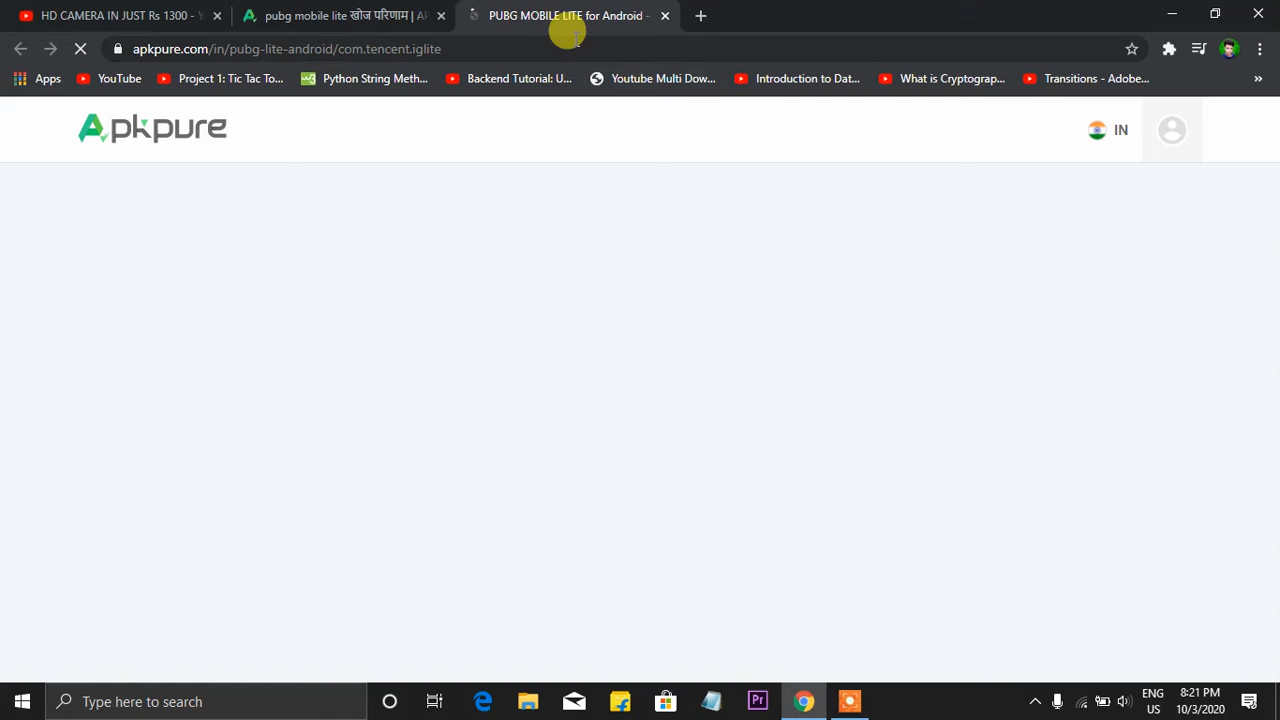 HD CAMERA IN JUST Rs 1300 - Y
pubg mobile lite खोज परिणाम | AP
PUBG MOBILE LITE for Android -
apkpure.com/in/pubg-lite-android/com.tencent.iglite
Apps YouTube Project 1: Tic Tac To... Python String Meth... Backend Tutorial: U... Youtube Multi Dow... Introduction to Dat... What is Cryptograp... Transitions - Adobe... »
Apkpure IN
Type here to search
Pr
ENG
US
8:21 PM
10/3/2020